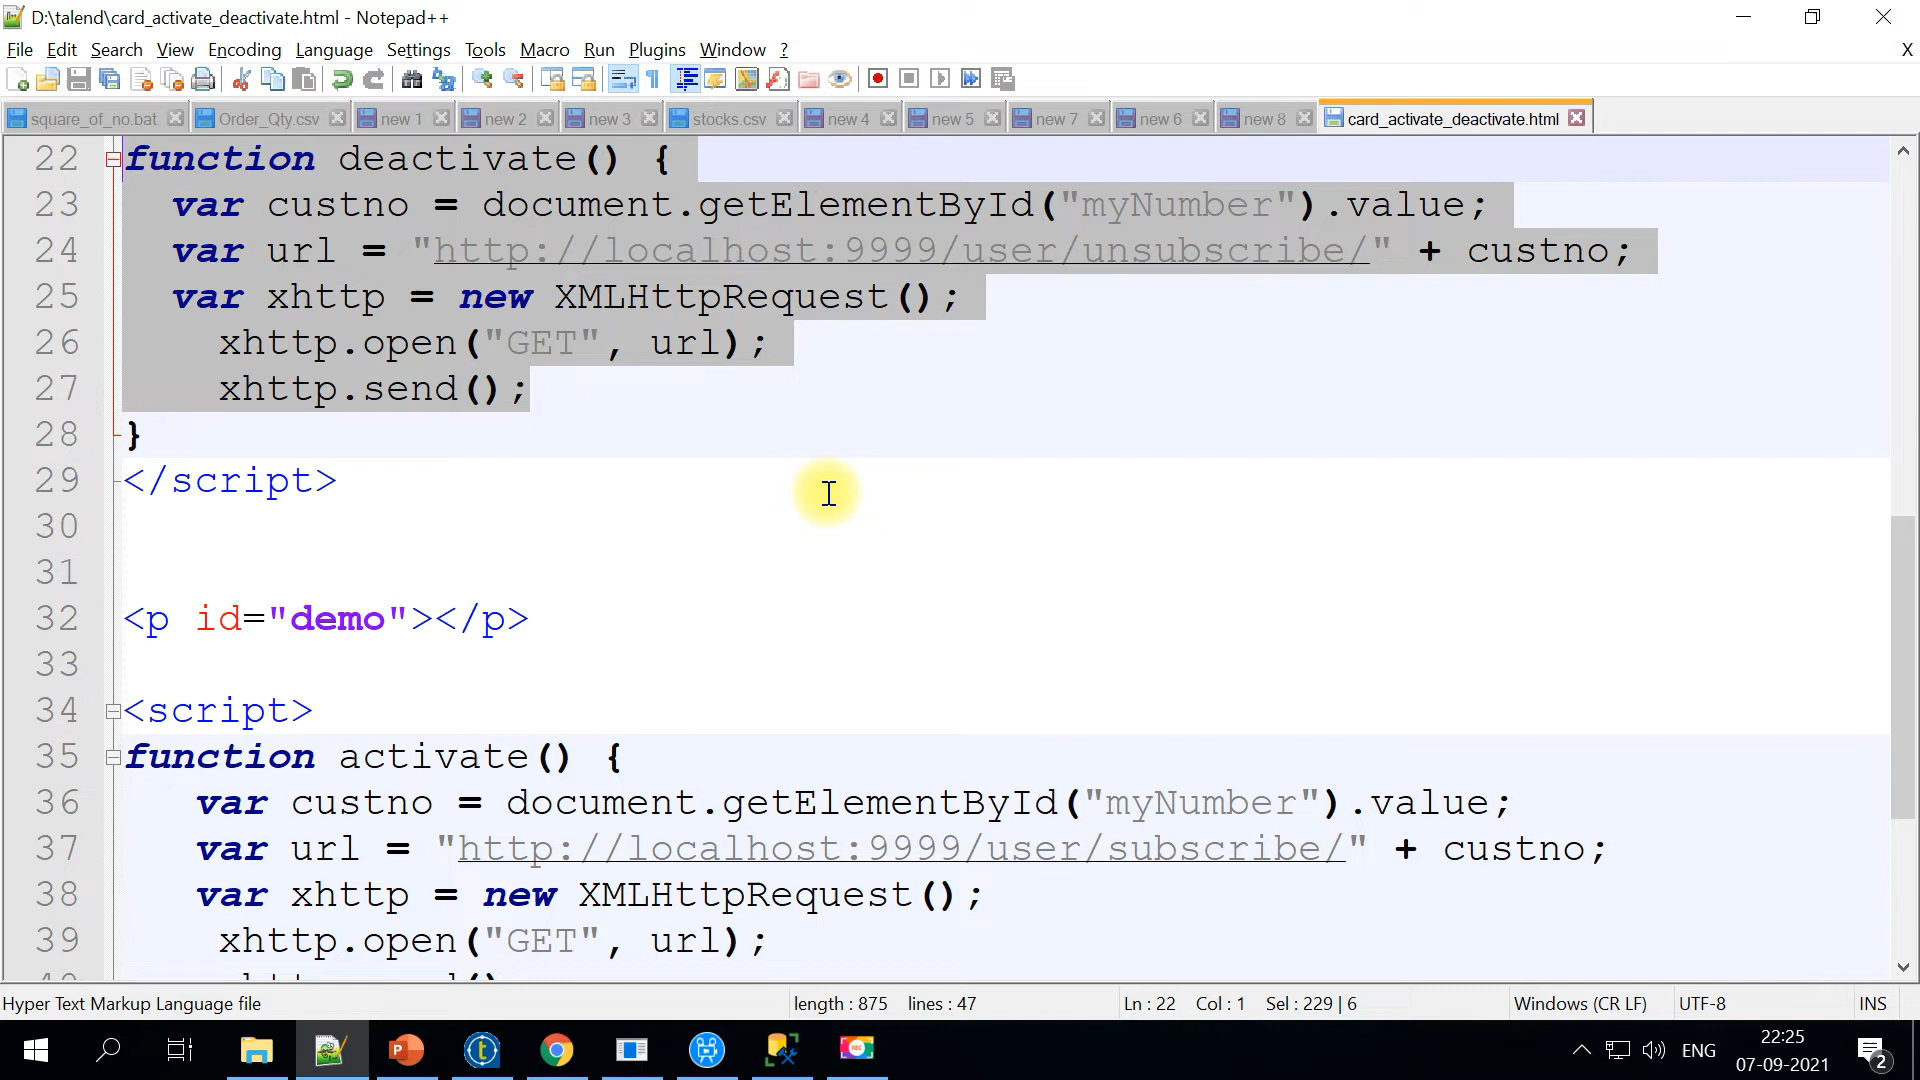 D:\talend\card_activate_deactivate.html - Notepad++
File Edit Search View Encoding Language Settings Tools Macro Run Plugins Window ?
X
square_of_no.bat Order_Qty.csv new 1 new 2 new 3 stocks.csv new 4 new 5 new 7 new 6 new 8 card_activate_deactivate.html
22 function deactivate() {
23 var custno = document.getElementById("myNumber").value;
24 var url = "http://localhost:9999/user/unsubscribe/" + custno;
25 var xhttp = new XMLHttpRequest();
26 xhttp.open("GET", url);
27 xhttp.send();
28 }
29 </script>
30
31
32 <p id="demo"></p>
33
34 <script>
35 function activate() {
36 var custno = document.getElementById("myNumber").value;
37 var url = "http://localhost:9999/user/subscribe/" + custno;
38 var xhttp = new XMLHttpRequest();
39 xhttp.open("GET", url);
Hyper Text Markup Language file length : 875 lines : 47 Ln : 22 Col : 1 Sel : 229 | 6 Windows (CR LF) UTF-8 INS
ENG
22:25
07-09-2021
2